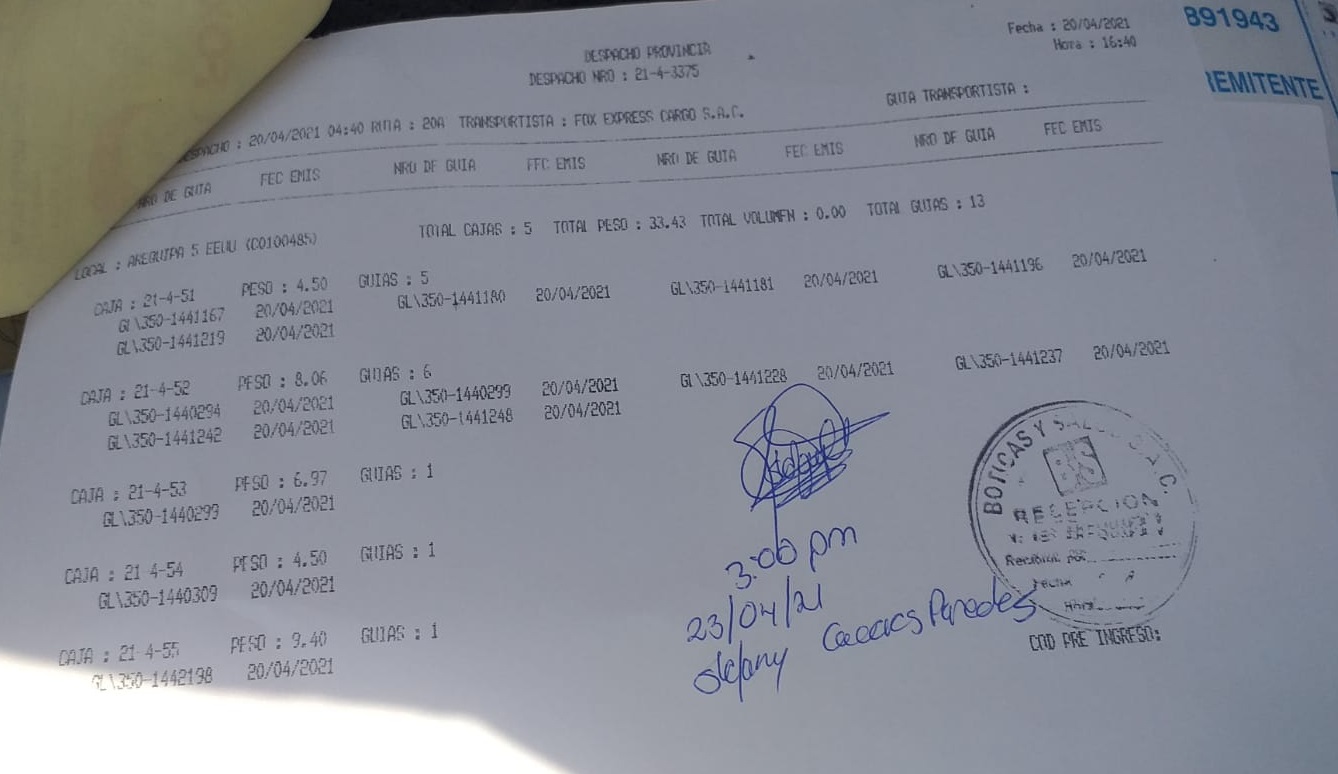 891943
REMITENTE
Fecha : 20/04/2021
Hora : 16:40
DESPACHO PROVINCIA
DESPACHO NRO : 21-4-3375
DESPACHO : 20/04/2021 04:40 RUTA : 20A TRANSPORTISTA : FOX EXPRESS CARGO S.A.C. GUIA TRANSPORTISTA :
NRO DE GUIA FEC EMIS NRO DE GUIA FEC EMIS NRO DE GUIA FEC EMIS NRO DE GUIA FEC EMIS
LOCAL : AREQUIPA 5 EEUU (C0100485) TOTAL CAJAS : 5 TOTAL PESO : 33.43 TOTAL VOLUMEN : 0.00 TOTAL GUIAS : 13
CAJA : 21-4-51 PESO : 4.50 GUIAS : 5
GL\350-1441167 20/04/2021 GL\350-1441180 20/04/2021 GL\350-1441181 20/04/2021 GL\350-1441196 20/04/2021
GL\350-1441219 20/04/2021
CAJA : 21-4-52 PESO : 8.06 GUIAS : 6
GL\350-1440294 20/04/2021 GL\350-1440299 20/04/2021 GL\350-1441228 20/04/2021 GL\350-1441237 20/04/2021
GL\350-1441242 20/04/2021 GL\350-1441248 20/04/2021
CAJA : 21-4-53 PESO : 6.97 GUIAS : 1
GL\350-1440299 20/04/2021
CAJA : 21-4-54 PESO : 4.50 GUIAS : 1
GL\350-1440309 20/04/2021
CAJA : 21-4-55 PESO : 9.40 GUIAS : 1
GL\350-1442198 20/04/2021
3:00 pm
23/04/21
Paredes
BOTICAS Y S.A.C.
BS
RECEPCION
Fecha
Hora
COD PRE INGRESO: